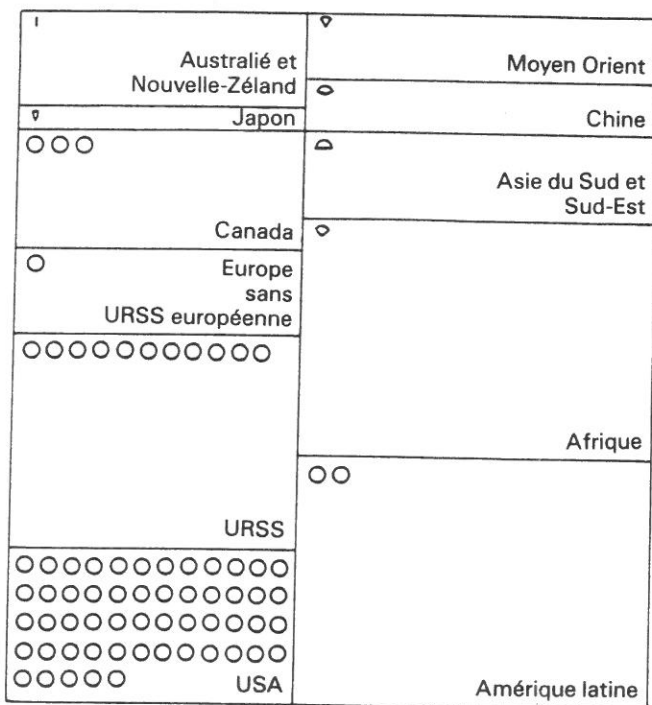 Australié et
Nouvelle-Zéland
Japon
Canada
Europe
sans
URSS européenne
URSS
USA
Moyen Orient
Chine
Asie du Sud et
Sud-Est
Afrique
Amérique latine